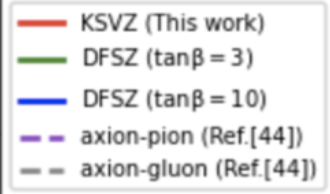 KSVZ (This work)
DFSZ (tanβ = 3)
DFSZ (tanβ = 10)
axion-pion (Ref.[44])
axion-gluon (Ref.[44])